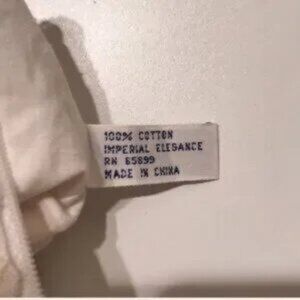 100% COTTON
IMPERIAL ELEGANCE
RN 65899
MADE IN CHINA